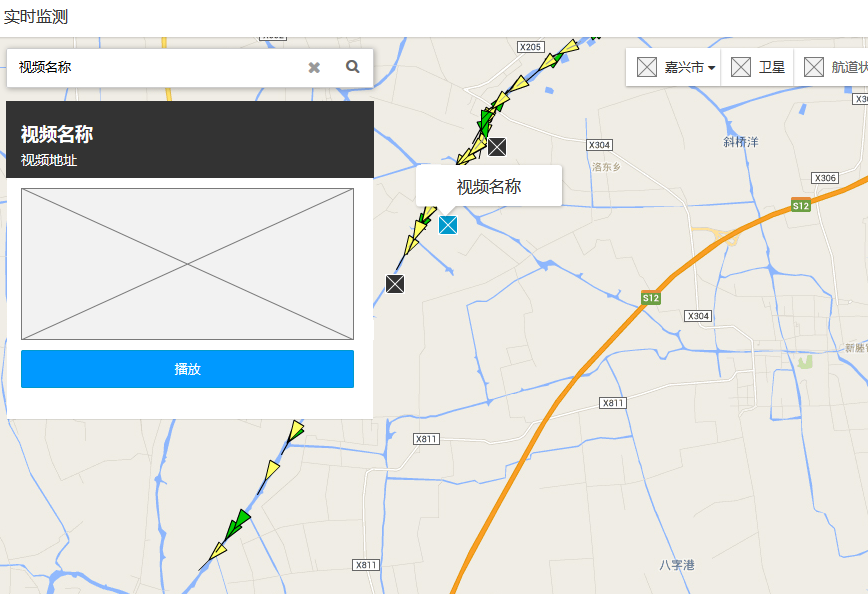 实时监测
X205
视频名称
嘉兴市
卫星
航道状
视频名称
视频地址
X304
斜桥洋
洛东乡
X306
视频名称
S12
S12
X304
播放
X811
X811
X811
八字港